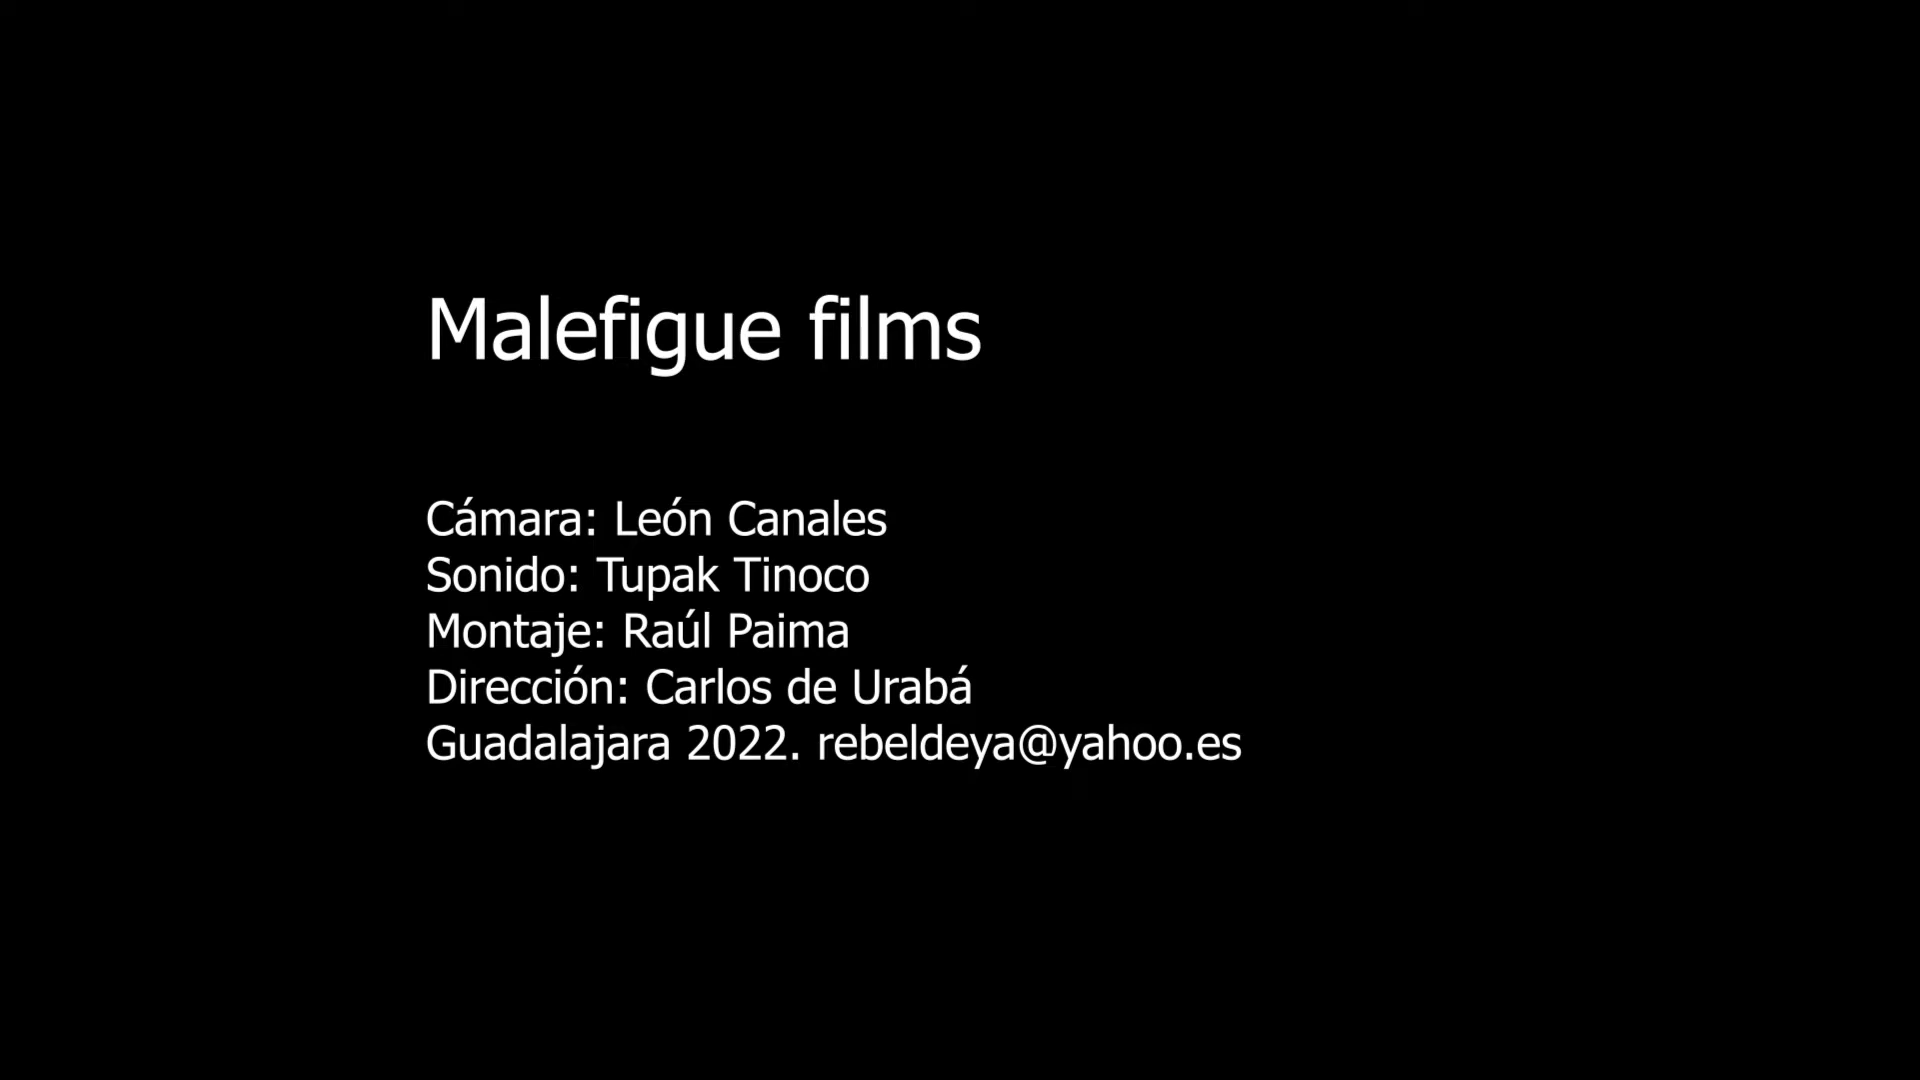 Malefigue films
Cámara: León Canales
Sonido: Tupak Tinoco
Montaje: Raúl Paima
Dirección: Carlos de Urabá
Guadalajara 2022. rebeldeya@yahoo.es